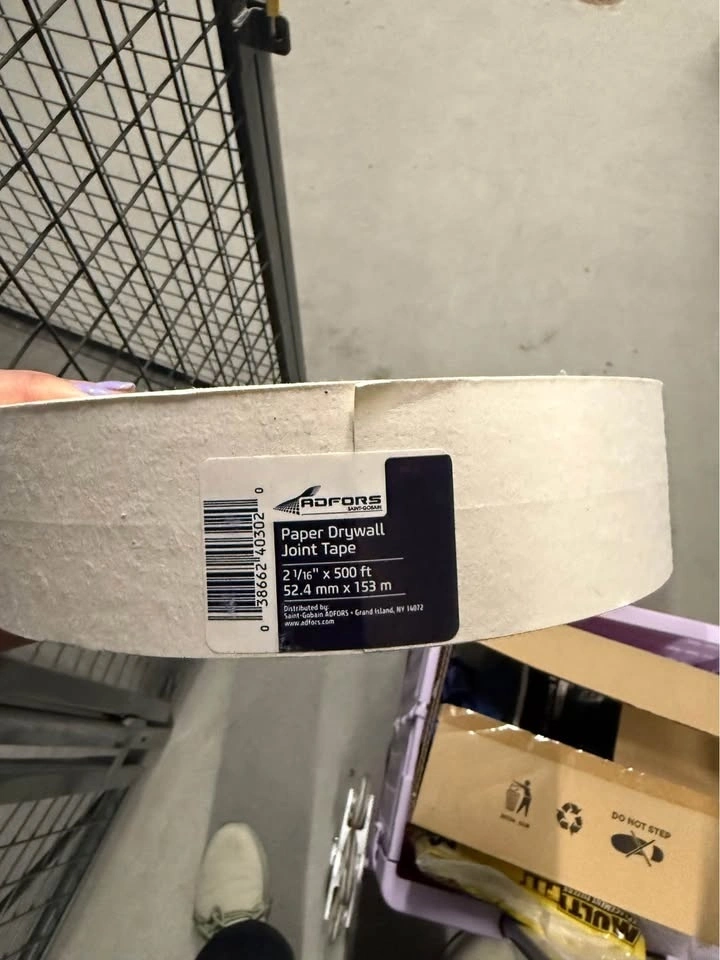 ADFORS
SAINT-GOBAIN
Paper Drywall
Joint Tape
2 1/16" x 500 ft
52.4 mm x 153 m
Distributed by:
Saint-Gobain ADFORS • Grand Island, NY 14072
www.adfors.com
0 38662 40302 0
DO NOT STEP
MULTI